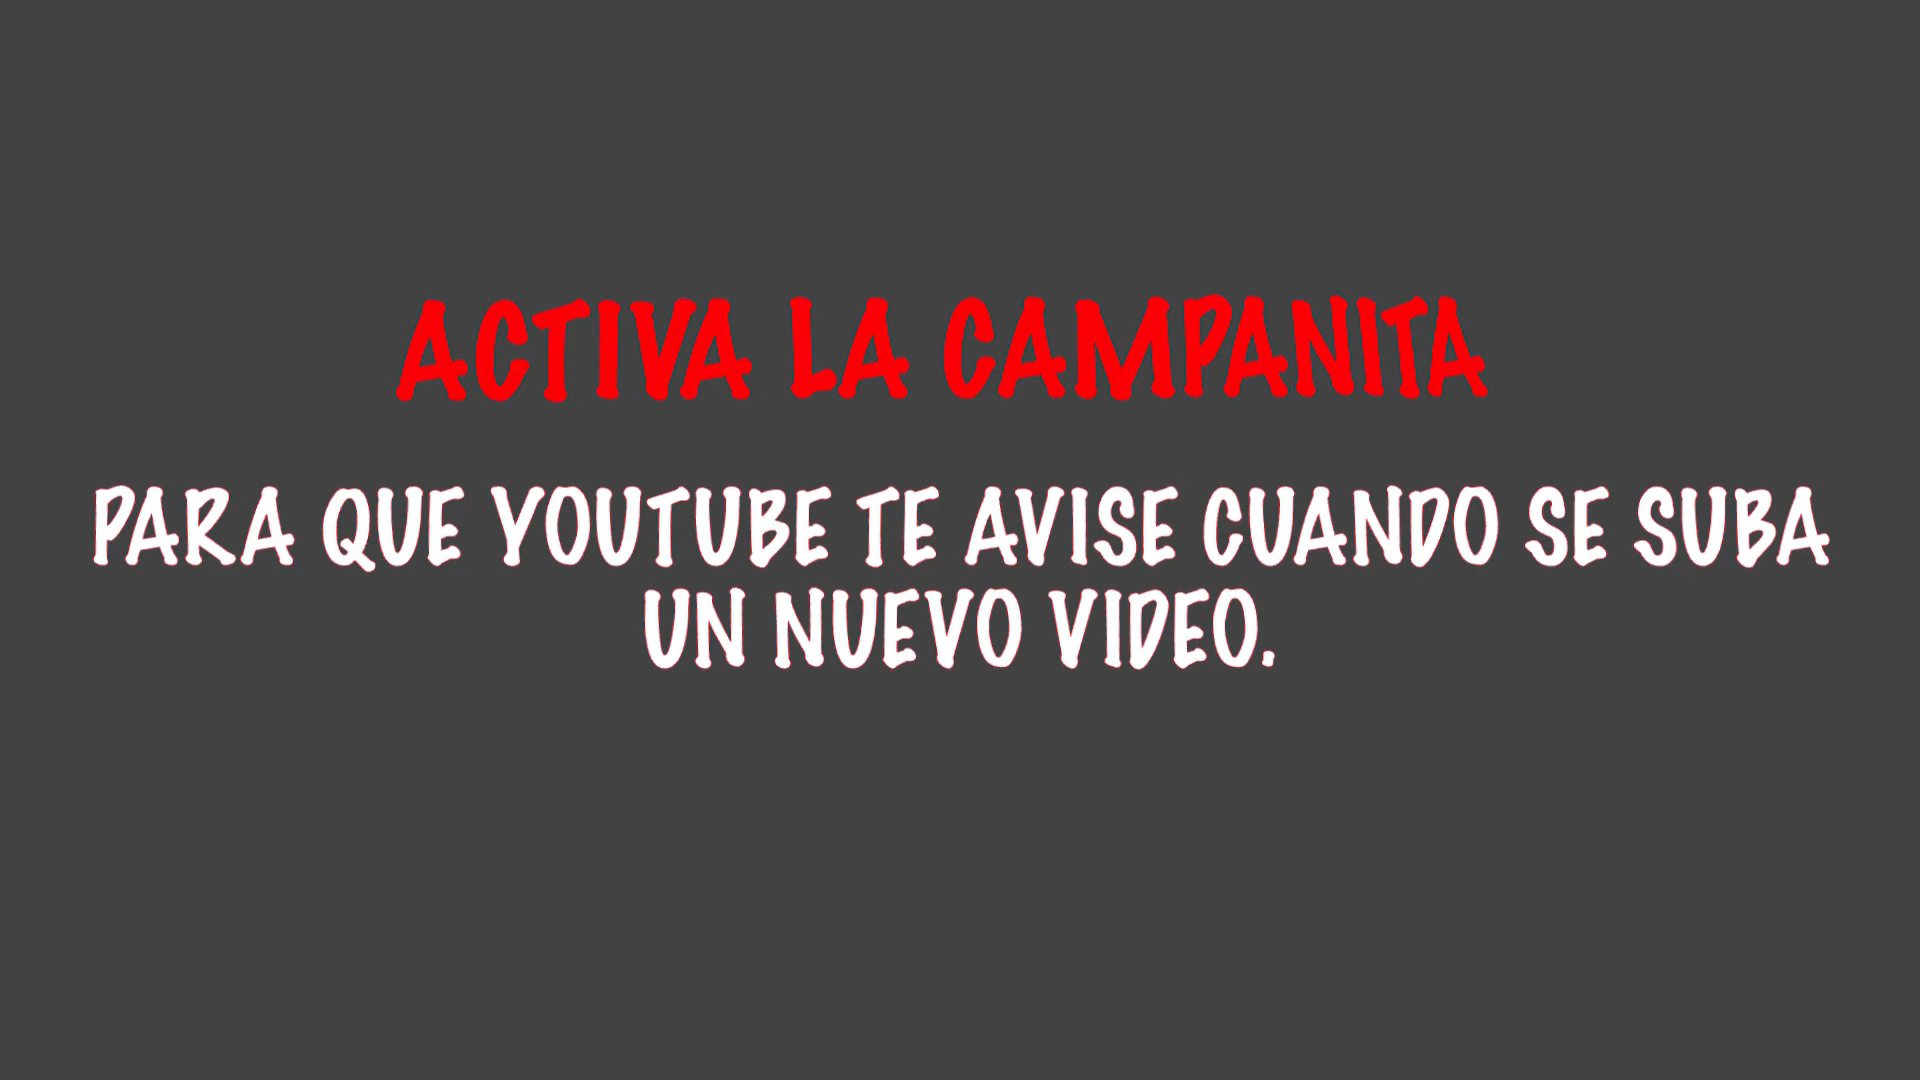 ACTIVA LA CAMPANITA
PARA QUE YOUTUBE TE AVISE CUANDO SE SUBA
UN NUEVO VIDEO.